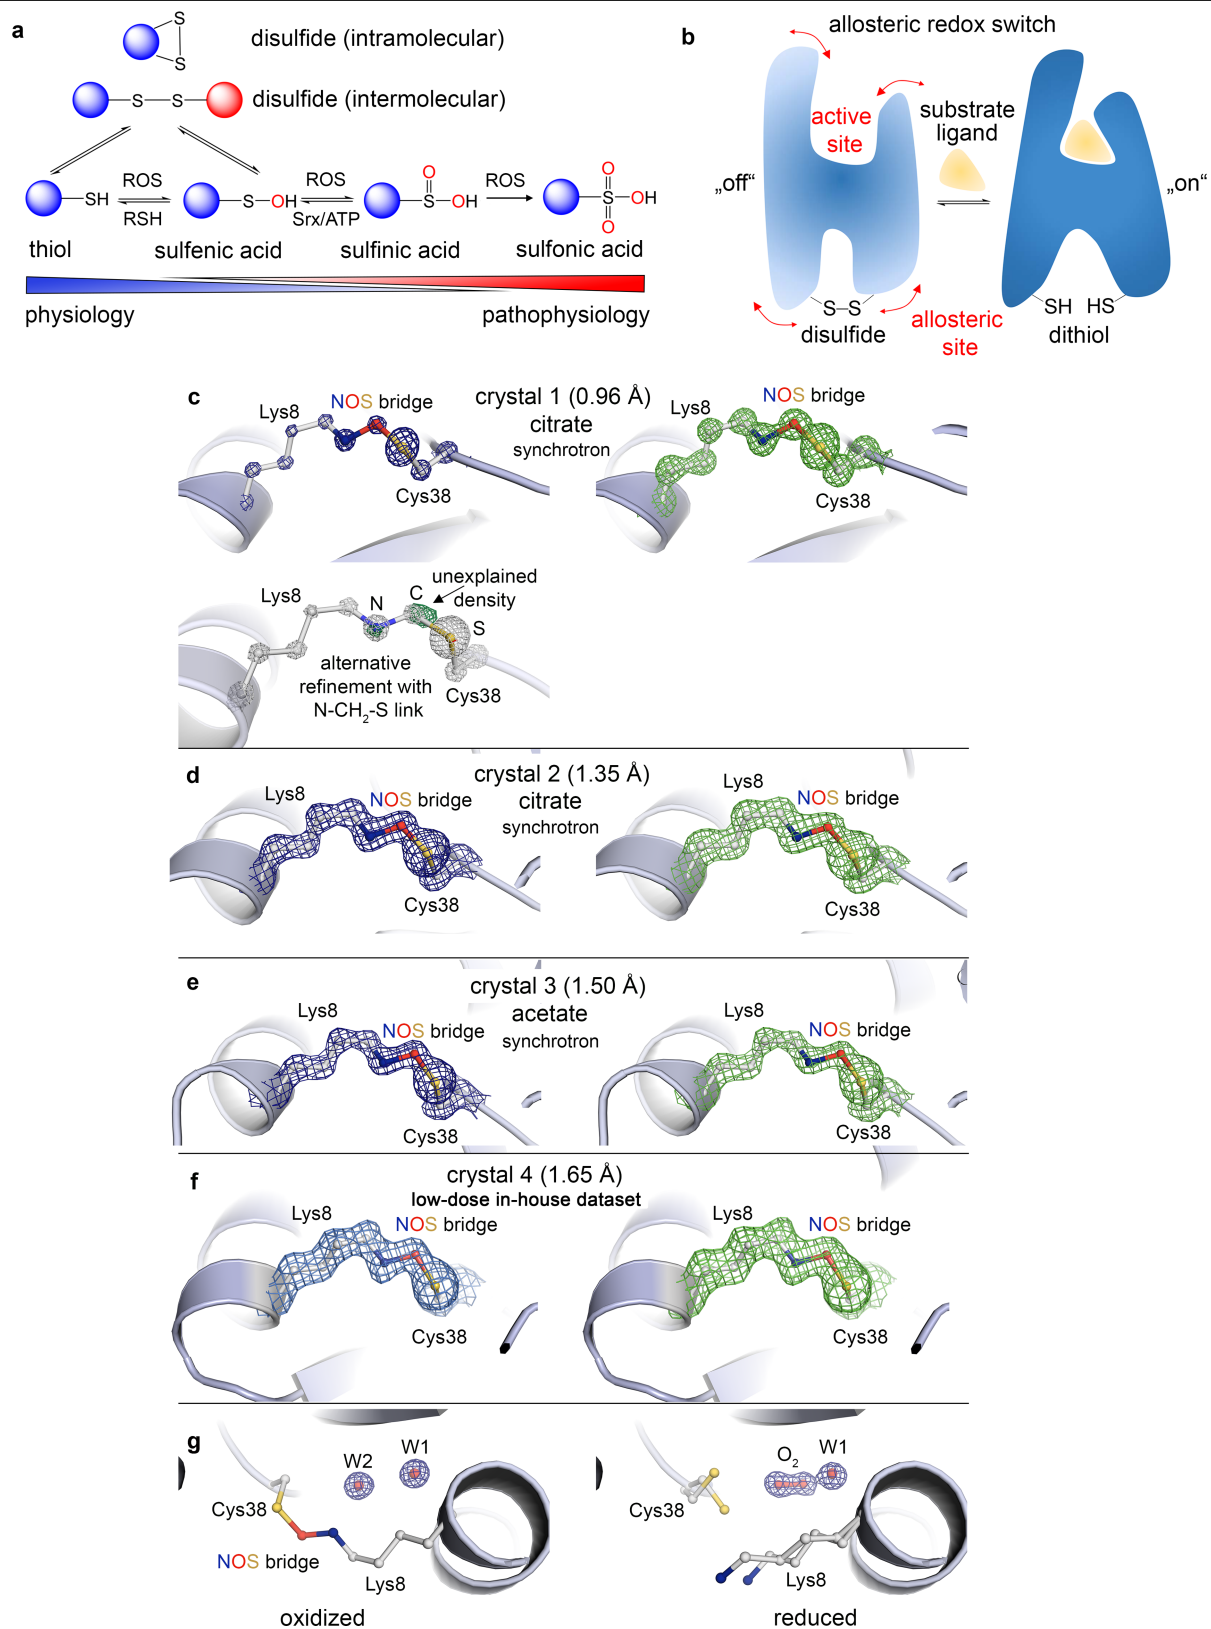 a
S
S
disulfide (intramolecular)
S S
disulfide (intermolecular)
SH
ROS
RSH
S OH
ROS
Srx/ATP
O
S OH
ROS
O
S OH
O
thiol
sulfenic acid
sulfinic acid
sulfonic acid
physiology
pathophysiology
b
allosteric redox switch
active
site
substrate
ligand
„off“
„on“
S–S
disulfide
allosteric
site
SH HS
dithiol
c
Lys8
NOS bridge
Cys38
crystal 1 (0.96 Å)
citrate
synchrotron
Lys8
NOS bridge
Cys38
Lys8
N
C
unexplained
density
S
alternative
refinement with
N-CH2-S link
Cys38
d
Lys8
NOS bridge
Cys38
crystal 2 (1.35 Å)
citrate
synchrotron
Lys8
NOS bridge
Cys38
e
Lys8
NOS bridge
Cys38
crystal 3 (1.50 Å)
acetate
synchrotron
Lys8
NOS bridge
Cys38
f
crystal 4 (1.65 Å)
low-dose in-house dataset
Lys8
NOS bridge
Cys38
Lys8
NOS bridge
Cys38
g
W2
W1
Cys38
NOS bridge
Lys8
oxidized
O2
W1
Cys38
Lys8
reduced